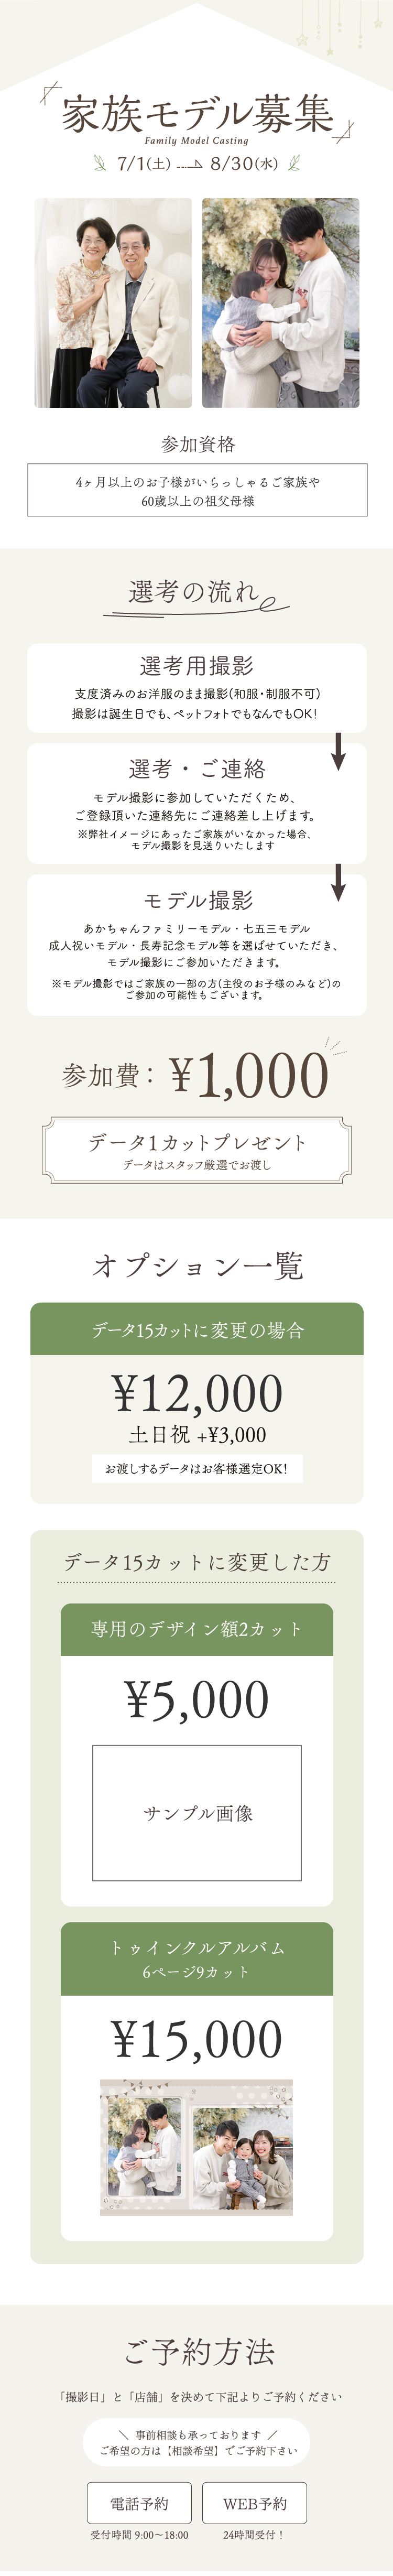 家族モデル募集
Family Model Casting
7/1(土) 8/30(水)
参加資格
4ヶ月以上のお子様がいらっしゃるご家族や
60歳以上の祖父母様
選考の流れ
選考用撮影
支度済みのお洋服のまま撮影(和服・制服不可)
撮影は誕生日でも、ペットフォトでもなんでもOK!
選考・ご連絡
モデル撮影に参加していただくため、
ご登録頂いた連絡先にご連絡差し上げます。
※弊社イメージにあったご家族がいなかった場合、
モデル撮影を見送りいたします
モデル撮影
あかちゃんファミリーモデル・七五三モデル
成人祝いモデル・長寿記念モデル等を選ばせていただき、
モデル撮影にご参加いただきます。
※モデル撮影ではご家族の一部の方(主役のお子様のみなど)の
ご参加の可能性もございます。
参加費： ¥1,000
データ1カットプレゼント
データはスタッフ厳選でお渡し
オプション一覧
データ15カットに変更の場合
¥12,000
土日祝 +¥3,000
お渡しするデータはお客様選定OK!
データ15カットに変更した方
専用のデザイン額2カット
¥5,000
サンプル画像
トゥインクルアルバム
6ページ9カット
¥15,000
ご予約方法
「撮影日」と「店舗」を決めて下記よりご予約ください
＼ 事前相談も承っております ／
ご希望の方は【相談希望】でご予約下さい
電話予約 WEB予約
受付時間 9:00〜18:00 24時間受付！